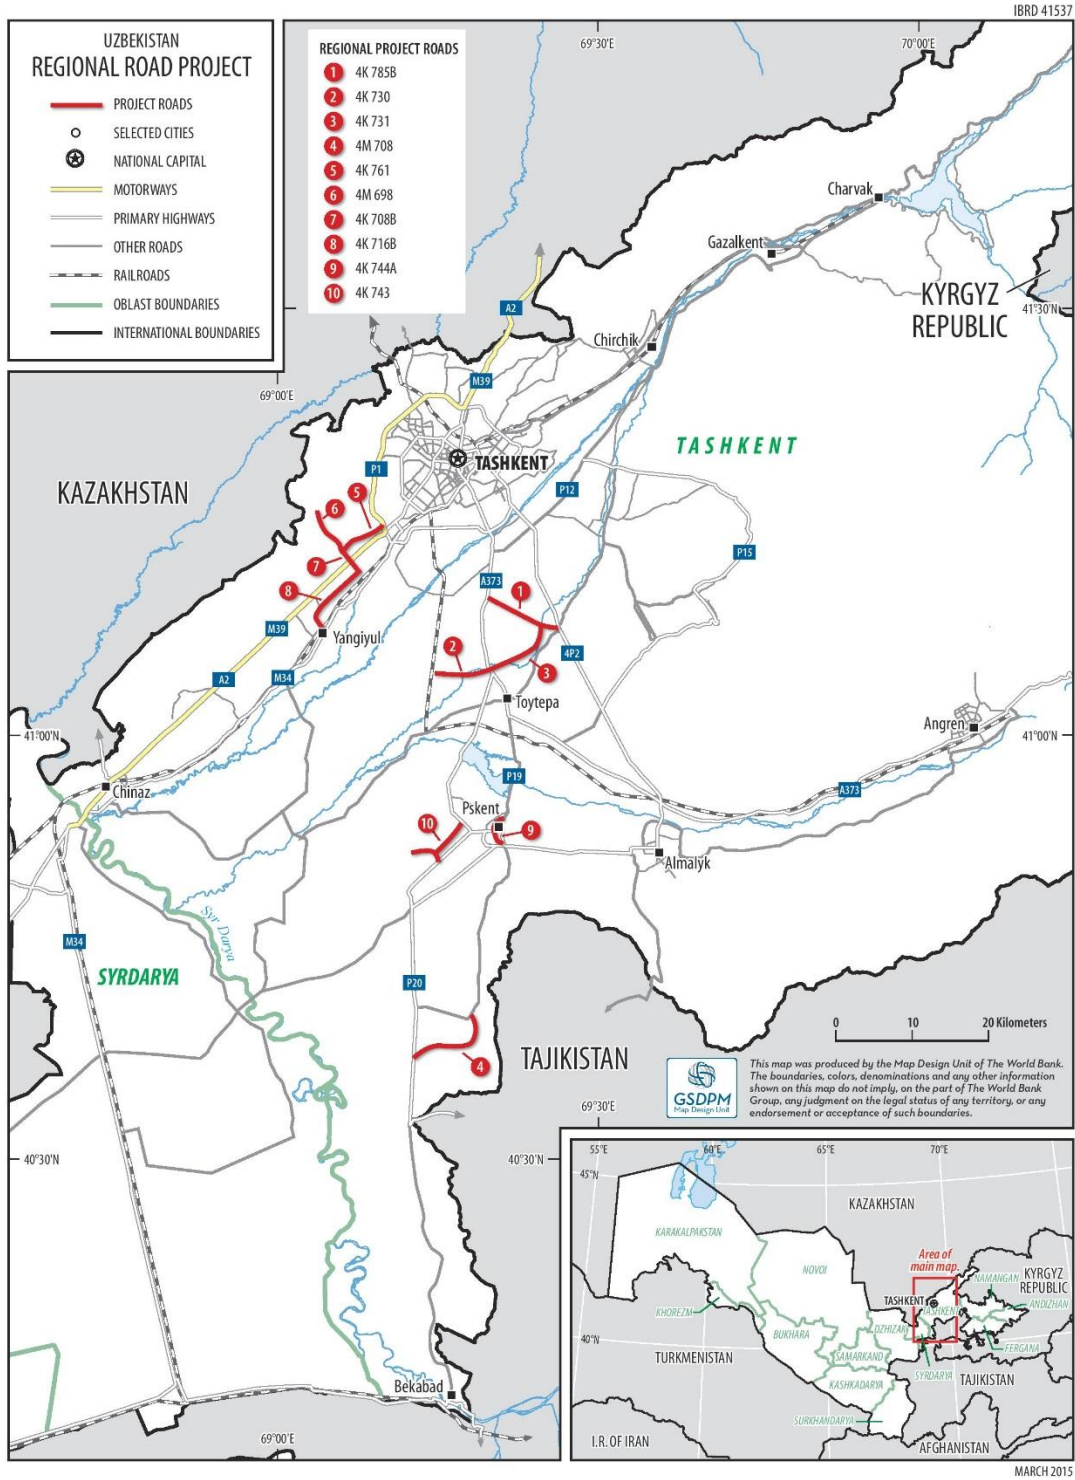 IBRD 41537
UZBEKISTAN
REGIONAL ROAD PROJECT
PROJECT ROADS
SELECTED CITIES
NATIONAL CAPITAL
MOTORWAYS
PRIMARY HIGHWAYS
OTHER ROADS
RAILROADS
OBLAST BOUNDARIES
INTERNATIONAL BOUNDARIES
REGIONAL PROJECT ROADS
1 4K 785B
2 4K 730
3 4K 731
4 4M 708
5 4K 761
6 4M 698
7 4K 708B
8 4K 716B
9 4K 744A
10 4K 743
69°30'E
70°00'E
Charvak
Gazalkent
KYRGYZ
REPUBLIC
41°30'N
A2
Chirchik
M39
69°00'E
TASHKENT
TASHKENT
P1
KAZAKHSTAN
P12
5
6
P15
7
A373
8
1
M39
Yangiyul
2
4P2
3
A2
M34
Toytepa
Angren
41°00'N
41°00'N
P19
Chinaz
A373
Pskent
10
9
Almalyk
Syr Darya
M34
SYRDARYA
P20
0 10 20 Kilometers
TAJIKISTAN
4
GSDPM
Map Design Unit
This map was produced by the Map Design Unit of The World Bank.
The boundaries, colors, denominations and any other information
shown on this map do not imply, on the part of The World Bank
Group, any judgment on the legal status of any territory, or any
endorsement or acceptance of such boundaries.
69°30'E
40°30'N
40°30'N
Bekabad
69°00'E
55°E
60°E
65°E
70°E
45°N
KAZAKHSTAN
KARAKALPAKSTAN
NOVOI
Area of
main map.
NAMANGAN
KYRGYZ
REPUBLIC
TASHKENT
TASHKENT
ANDIZHAN
KHOREZM
BUKHARA
DZHIZAK
40°N
FERGANA
SAMARKAND
TURKMENISTAN
SYRDARYA
TAJIKISTAN
KASHKADARYA
SURKHANDARYA
I.R. OF IRAN
AFGHANISTAN
MARCH 2015